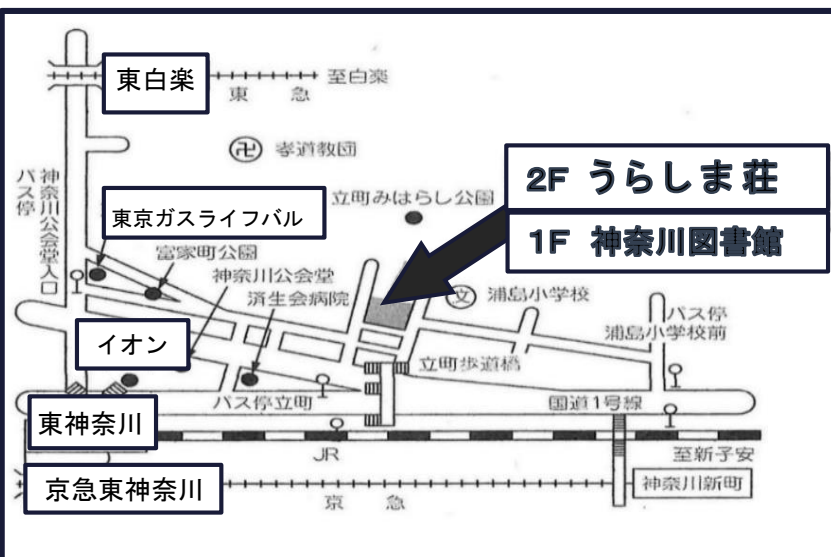 東白楽
至白楽
東 急
卍 孝道教団
2F うらしま荘
1F 神奈川図書館
神奈川公会堂入口
バス停
立町みはらし公園
東京ガスライフバル
富家町公園
神奈川公会堂
済生会病院
文 浦島小学校
バス停
浦島小学校前
イオン
立町歩道橋
バス停立町
国道1号線
東神奈川
JR
至新子安
京急東神奈川
京 急
神奈川新町